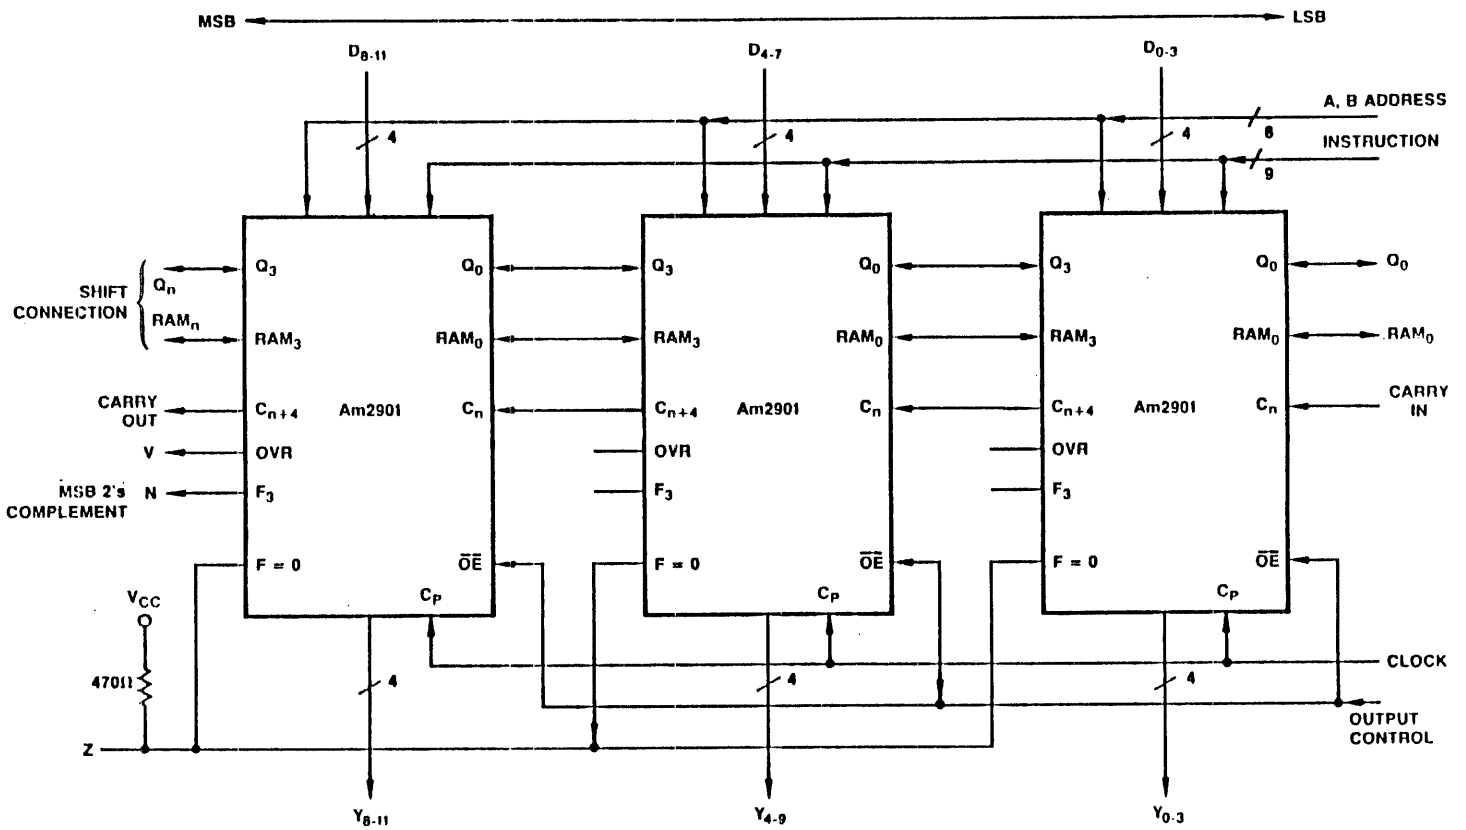 MSB LSB
D8-11 D4-7 D0-3
A, B ADDRESS
4 4 4 8
INSTRUCTION
9
SHIFT CONNECTION
Qn
RAMn
Q3 Q0 Q3 Q0 Q3 Q0 Q0
RAM3 RAM0 RAM3 RAM0 RAM3 RAM0 RAM0
CARRY OUT
Cn+4 Am2901 Cn Cn+4 Am2901 Cn Cn+4 Am2901 Cn
CARRY IN
V OVR OVR OVR
MSB 2's COMPLEMENT
N F3 F3 F3
F = 0 OE F = 0 OE F = 0 OE
CP CP CP
VCC
470Ω
4 4 4
CLOCK
OUTPUT CONTROL
Z
Y8-11 Y4-9 Y0-3